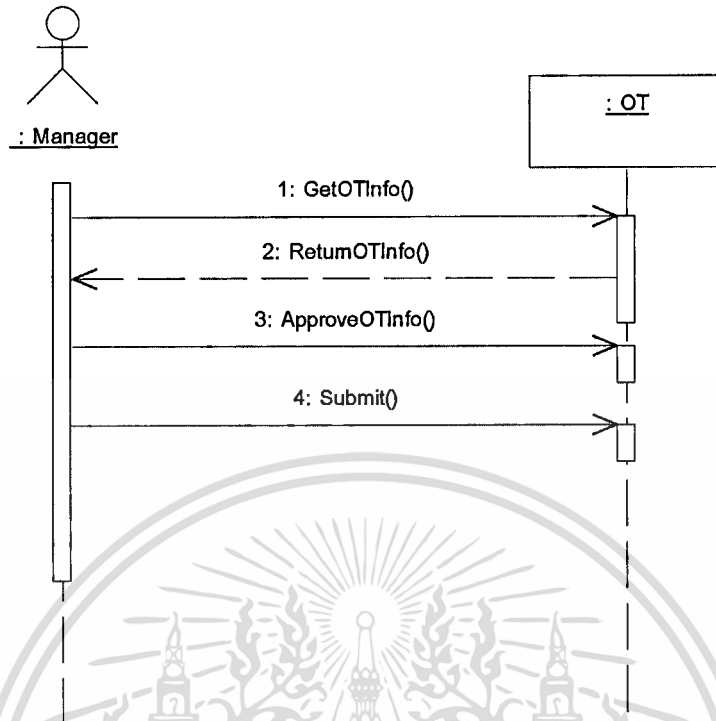 : Manager
: OT
1: GetOTInfo()
2: ReturnOTInfo()
3: ApproveOTInfo()
4: Submit()